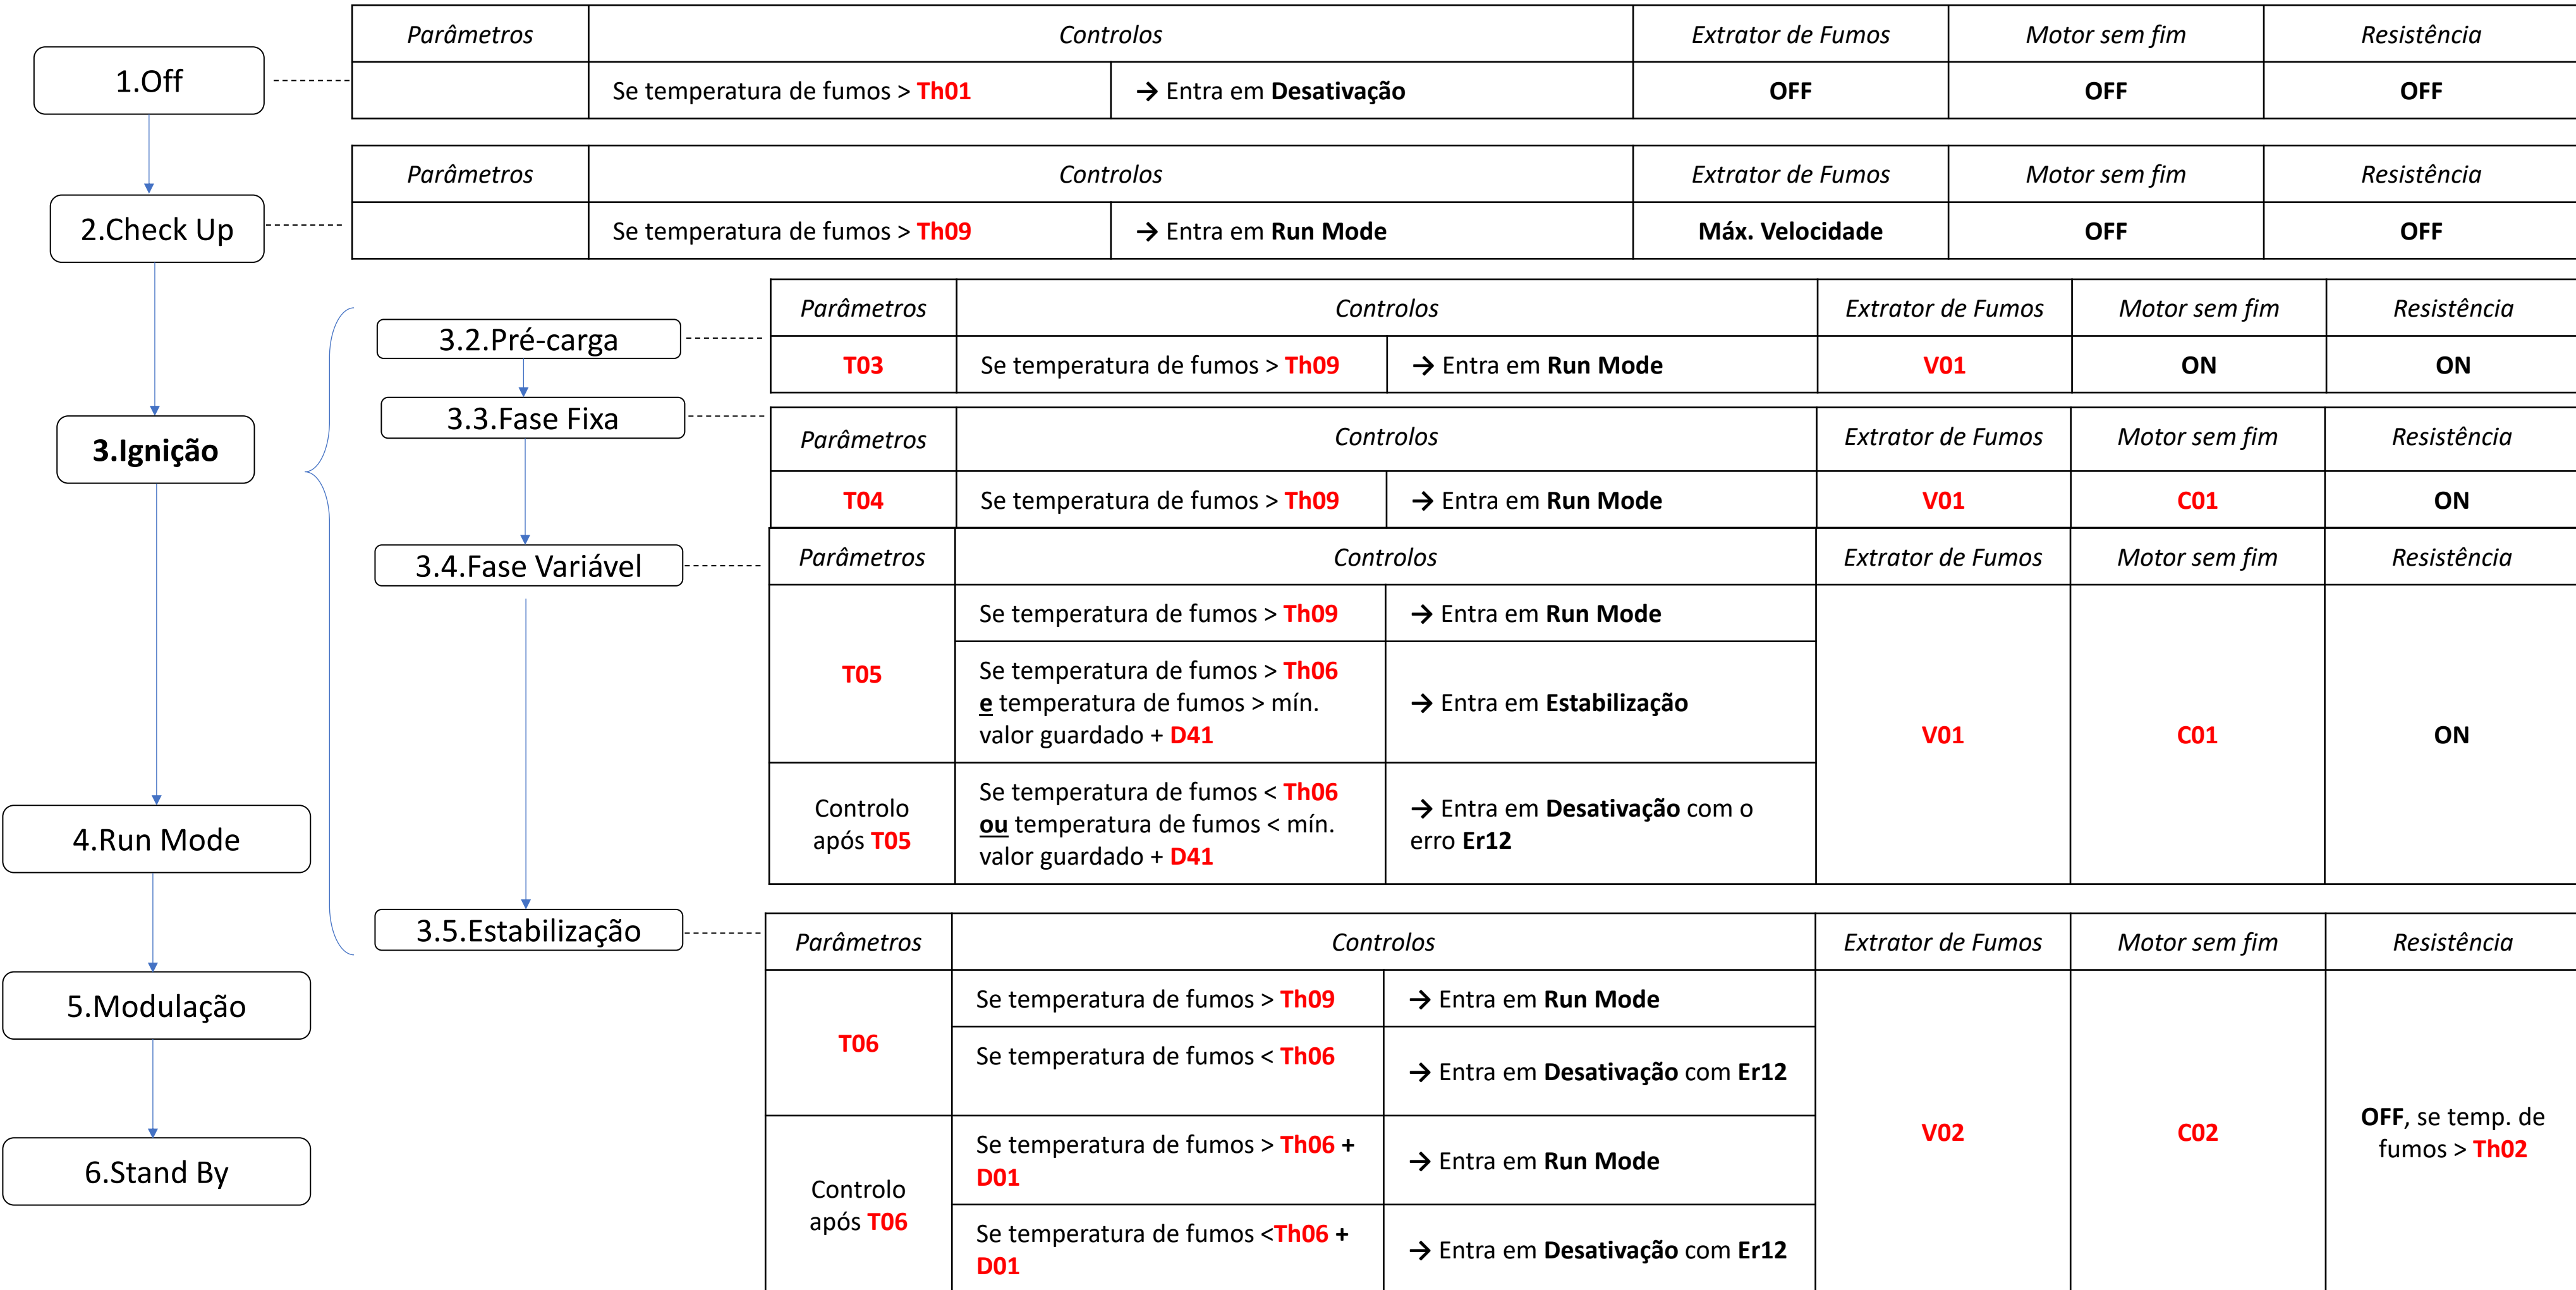 1.Off
Parâmetros Controlos Extrator de Fumos Motor sem fim Resistência
Se temperatura de fumos > Th01 → Entra em Desativação OFF OFF OFF
2.Check Up
Parâmetros Controlos Extrator de Fumos Motor sem fim Resistência
Se temperatura de fumos > Th09 → Entra em Run Mode Máx. Velocidade OFF OFF
3.Ignição
3.2.Pré-carga
Parâmetros Controlos Extrator de Fumos Motor sem fim Resistência
T03 Se temperatura de fumos > Th09 → Entra em Run Mode V01 ON ON
3.3.Fase Fixa
Parâmetros Controlos Extrator de Fumos Motor sem fim Resistência
T04 Se temperatura de fumos > Th09 → Entra em Run Mode V01 C01 ON
3.4.Fase Variável
Parâmetros Controlos Extrator de Fumos Motor sem fim Resistência
T05
Se temperatura de fumos > Th09 → Entra em Run Mode
Se temperatura de fumos > Th06
e temperatura de fumos > mín.
valor guardado + D41
→ Entra em Estabilização
Controlo
após T05
Se temperatura de fumos < Th06
ou temperatura de fumos < mín.
valor guardado + D41
→ Entra em Desativação com o
erro Er12
V01 C01 ON
3.5.Estabilização
Parâmetros Controlos Extrator de Fumos Motor sem fim Resistência
T06
Se temperatura de fumos > Th09 → Entra em Run Mode
Se temperatura de fumos < Th06
→ Entra em Desativação com Er12
Controlo
após T06
Se temperatura de fumos > Th06 +
D01
→ Entra em Run Mode
Se temperatura de fumos <Th06 +
D01
→ Entra em Desativação com Er12
V02 C02
OFF, se temp. de
fumos > Th02
4.Run Mode
5.Modulação
6.Stand By